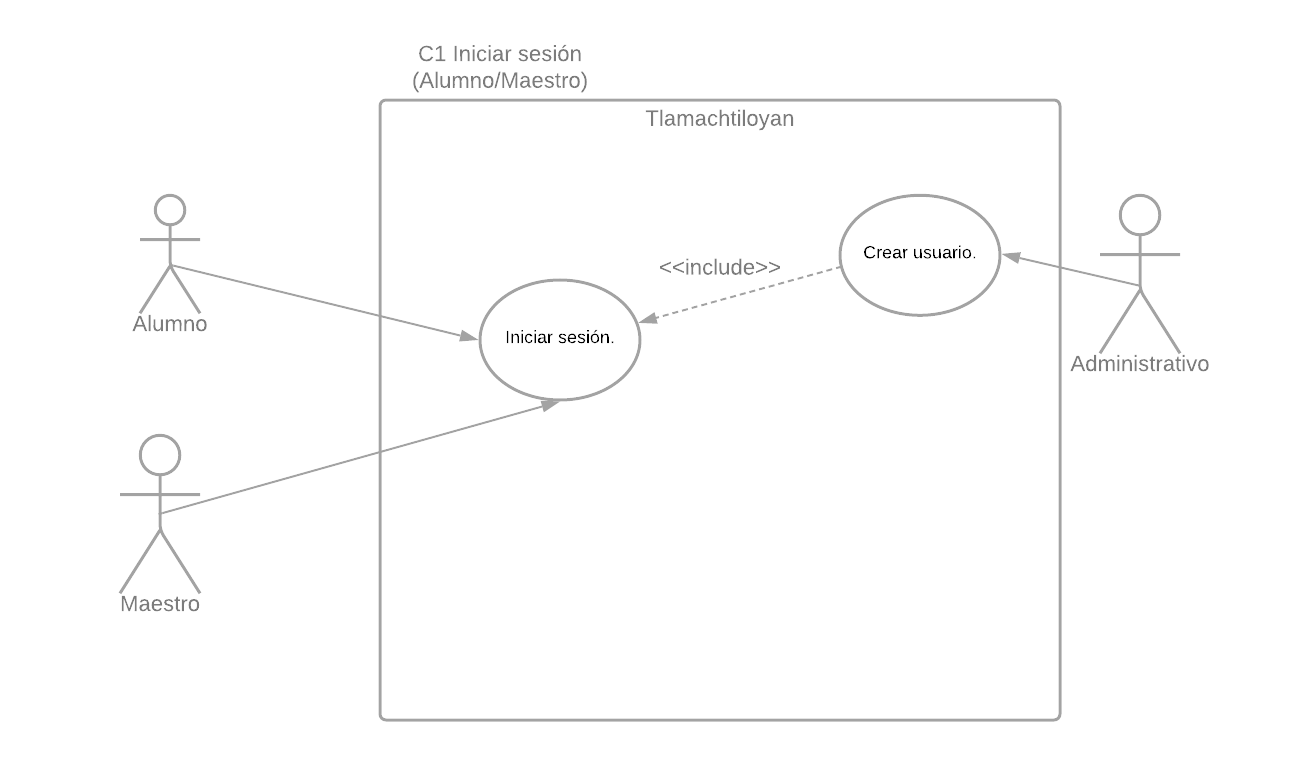 C1 Iniciar sesión
(Alumno/Maestro)
Tlamachtiloyan
Crear usuario.
<<include>>
Iniciar sesión.
Alumno
Administrativo
Maestro